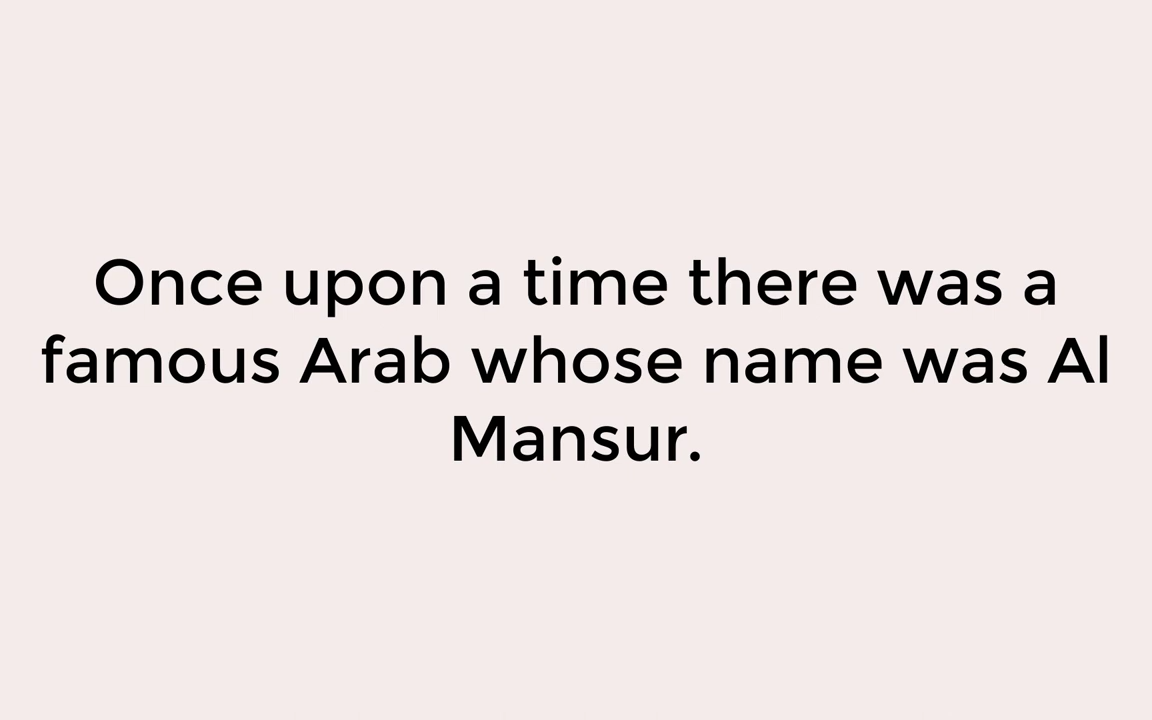 Once upon a time there was a
famous Arab whose name was Al
Mansur.